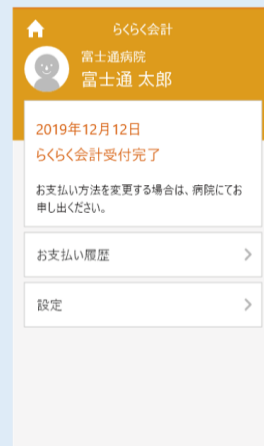 らくらく会計
富士通病院
富士通 太郎
2019年12月12日
らくらく会計受付完了
お支払い方法を変更する場合は、病院にてお
申し出ください。
お支払い履歴
設定